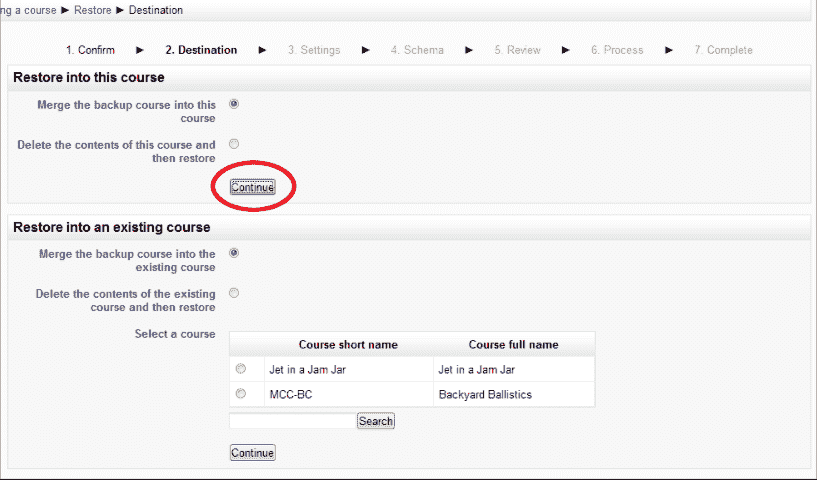 ng a course ► Restore ► Destination
1. Confirm ► 2. Destination ► 3. Settings ► 4. Schema ► 5. Review ► 6. Process ► 7. Complete
Restore into this course
Merge the backup course into this
course
Delete the contents of this course and
then restore
Continue
Restore into an existing course
Merge the backup course into the
existing course
Delete the contents of the existing
course and then restore
Select a course
Course short name Course full name
Jet in a Jam Jar Jet in a Jam Jar
MCC-BC Backyard Ballistics
Search
Continue